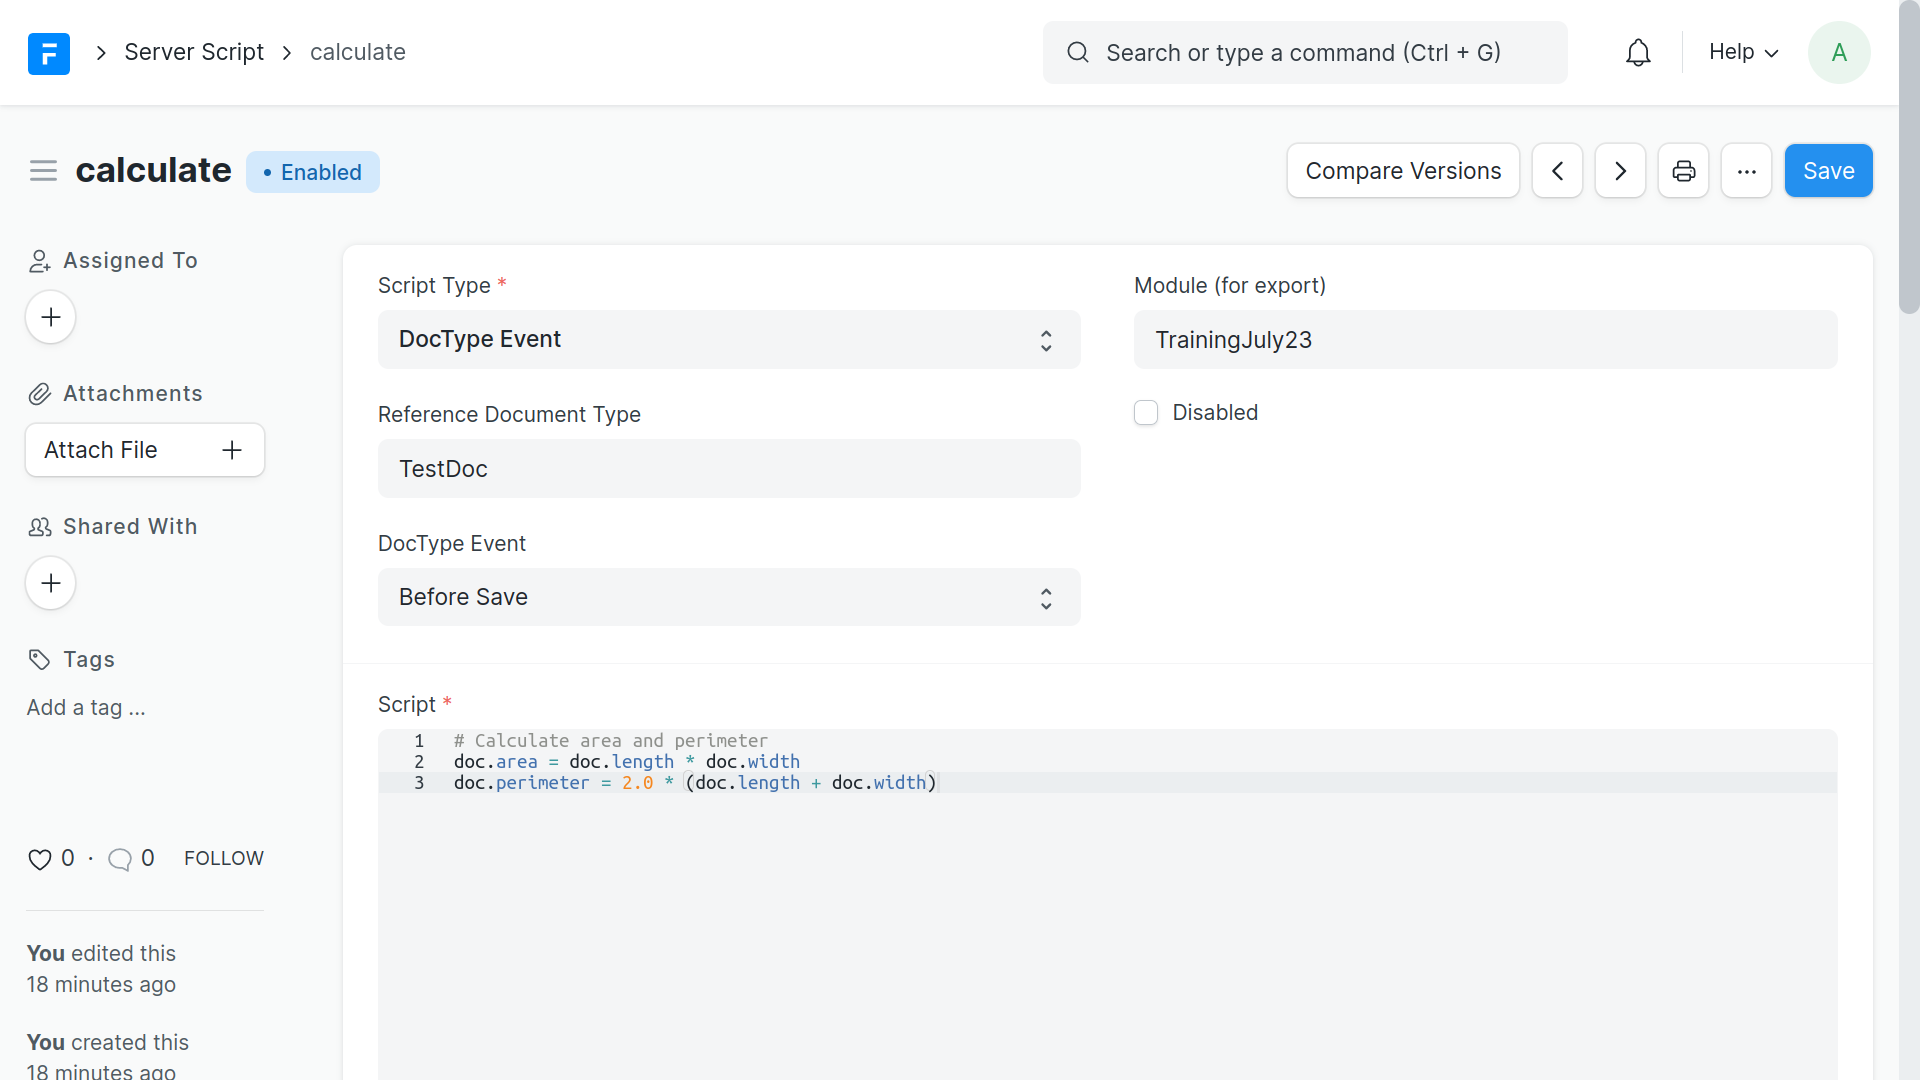 Server Script
calculate
Search or type a command (Ctrl + G)
Help
A
calculate
Enabled
Compare Versions
...
Save
Assigned To
Attachments
Attach File
Shared With
Tags
Add a tag ...
0 · 0 FOLLOW
You edited this
18 minutes ago
You created this
18 minutes ago
Script Type *
DocType Event
Module (for export)
TrainingJuly23
Reference Document Type
TestDoc
Disabled
DocType Event
Before Save
Script *
1 # Calculate area and perimeter
2 doc.area = doc.length * doc.width
3 doc.perimeter = 2.0 * (doc.length + doc.width)